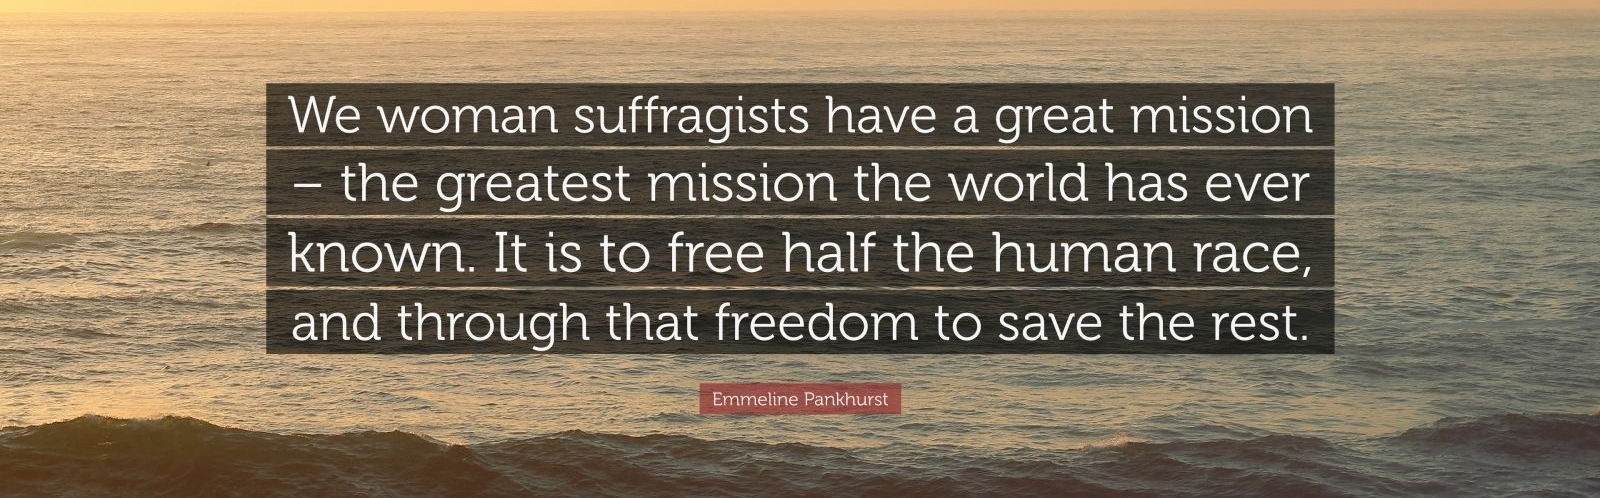 We woman suffragists have a great mission
– the greatest mission the world has ever
known. It is to free half the human race,
and through that freedom to save the rest.
Emmeline Pankhurst